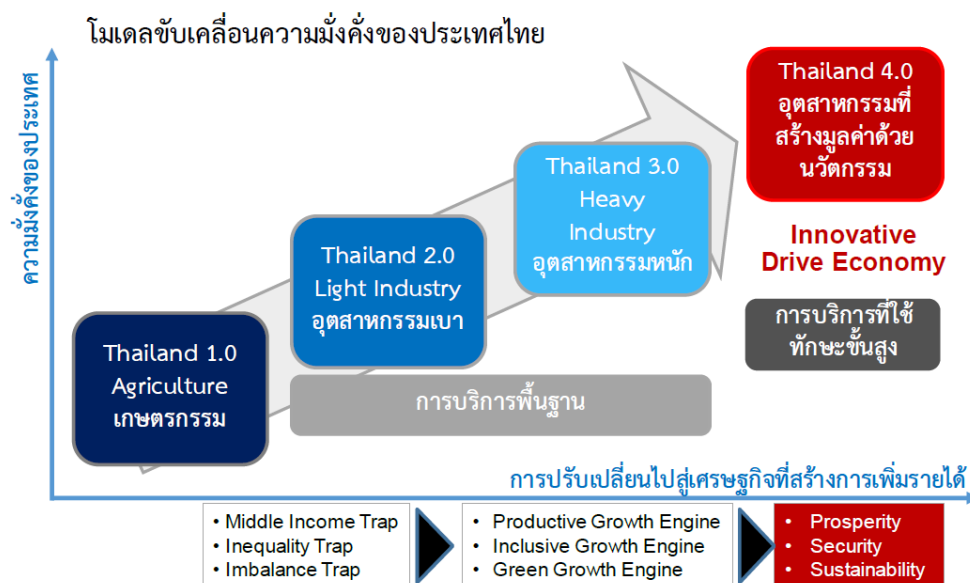 โมเดลขับเคลื่อนความมั่งคั่งของประเทศไทย
ความมั่งคั่งของประเทศ
Thailand 1.0
Agriculture
เกษตรกรรม
Thailand 2.0
Light Industry
อุตสาหกรรมเบา
Thailand 3.0
Heavy
Industry
อุตสาหกรรมหนัก
Thailand 4.0
อุตสาหกรรมที่
สร้างมูลค่าด้วย
นวัตกรรม
Innovative
Drive Economy
การบริการที่ใช้
ทักษะขั้นสูง
การบริการพื้นฐาน
การปรับเปลี่ยนไปสู่เศรษฐกิจที่สร้างการเพิ่มรายได้
• Middle Income Trap
• Inequality Trap
• Imbalance Trap
• Productive Growth Engine
• Inclusive Growth Engine
• Green Growth Engine
• Prosperity
• Security
• Sustainability